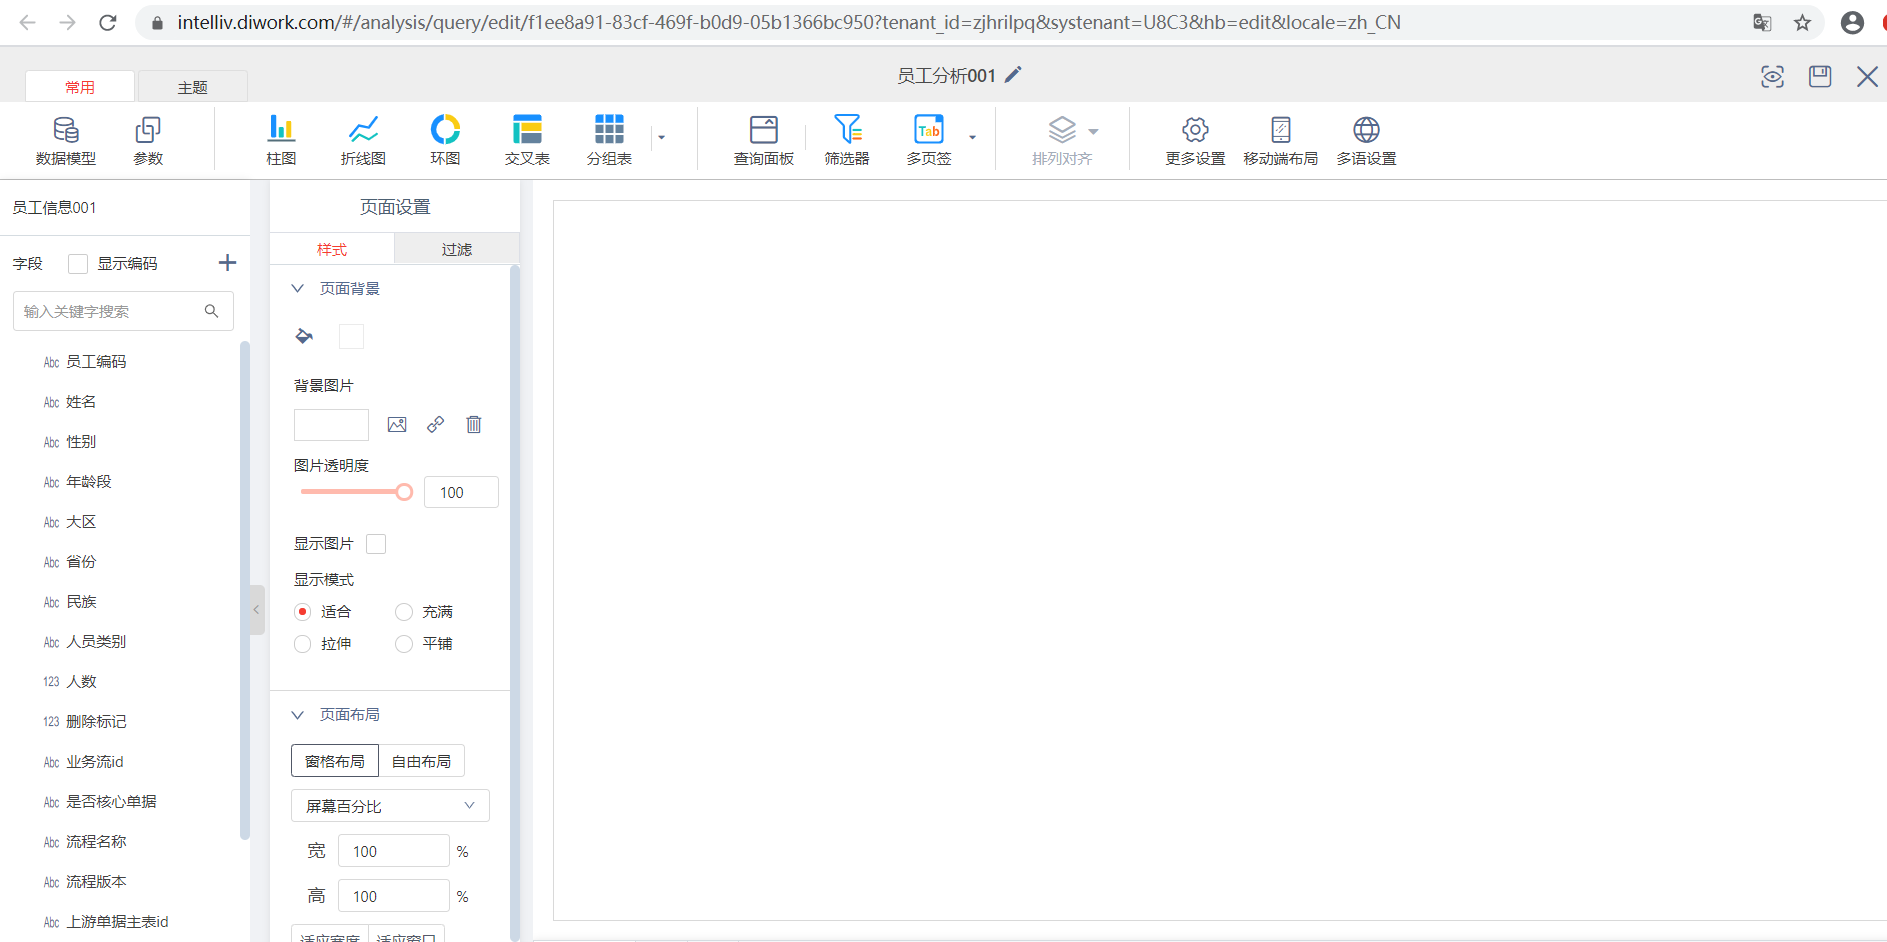 intelliv.diwork.com/#/analysis/query/edit/f1ee8a91-83cf-469f-b0d9-05b1366bc950?tenant_id=zjhrilpq&systenant=U8C3&hb=edit&locale=zh_CN
常用
主题
员工分析001
数据模型
参数
柱图
折线图
环图
交叉表
分组表
查询面板
筛选器
Tab
多页签
排列对齐
更多设置
移动端布局
多语设置
员工信息001
字段
显示编码
输入关键字搜索
Abc 员工编码
Abc 姓名
Abc 性别
Abc 年龄段
Abc 大区
Abc 省份
Abc 民族
Abc 人员类别
123 人数
123 删除标记
Abc 业务流id
Abc 是否核心单据
Abc 流程名称
Abc 流程版本
Abc 上游单据主表id
页面设置
样式
过滤
页面背景
背景图片
图片透明度
100
显示图片
显示模式
适合
充满
拉伸
平铺
页面布局
窗格布局
自由布局
屏幕百分比
宽 100 %
高 100 %
适应宽度
适应窗口